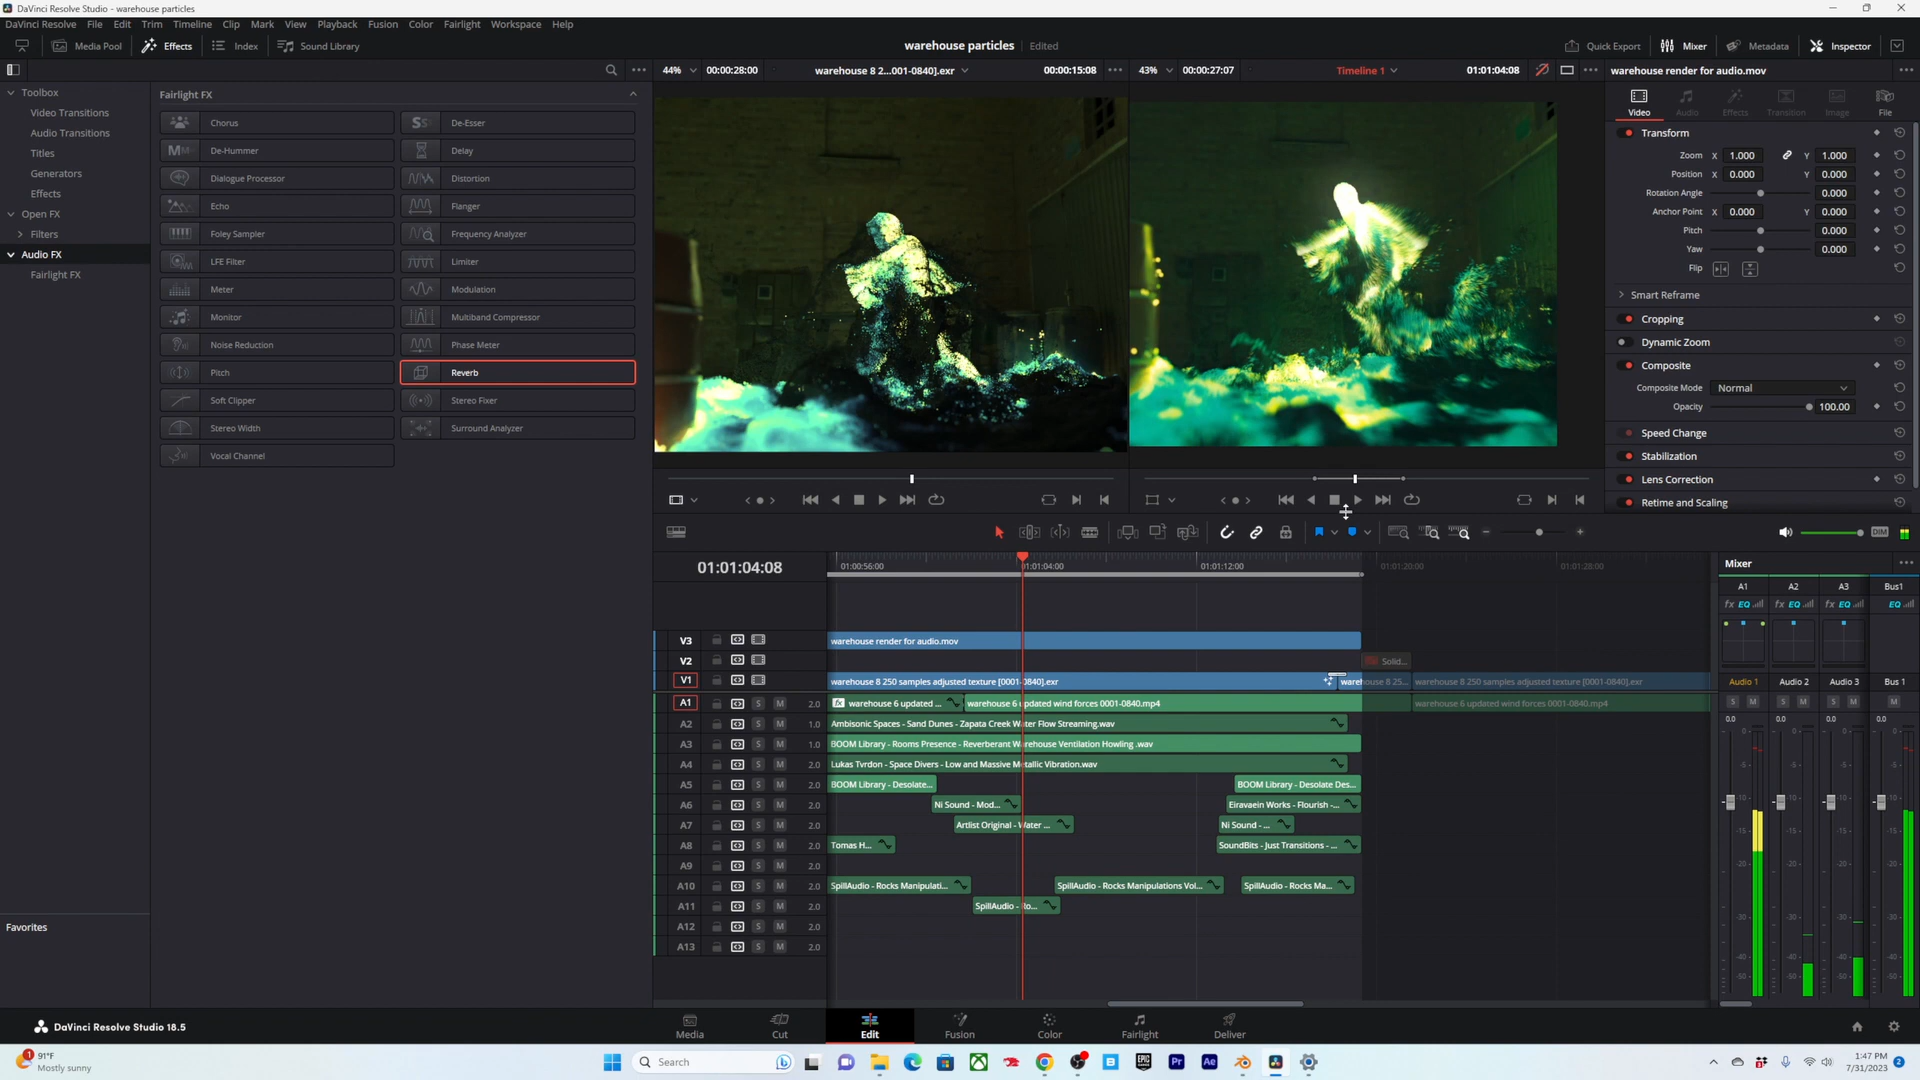 DaVinci Resolve Studio - warehouse particles
DaVinci Resolve File Edit Trim Timeline Clip Mark View Playback Fusion Color Fairlight Workspace Help
Media Pool Effects Index Sound Library warehouse particles Edited Quick Export Mixer Metadata Inspector
44% 00:00:28:00 warehouse 8 2...001-0840].exr 00:00:15:08 43% 00:00:27:07 Timeline 1 01:01:04:08 warehouse render for audio.mov
Toolbox
Video Transitions
Audio Transitions
Titles
Generators
Effects
Open FX
Filters
Audio FX
Fairlight FX
Favorites
Fairlight FX
Chorus De-Esser
De-Hummer Delay
Dialogue Processor Distortion
Echo Flanger
Foley Sampler Frequency Analyzer
LFE Filter Limiter
Meter Modulation
Monitor Multiband Compressor
Noise Reduction Phase Meter
Pitch Reverb
Soft Clipper Stereo Fixer
Stereo Width Surround Analyzer
Vocal Channel
Video Audio Effects Transition Image File
Transform
Zoom X 1.000 Y 1.000
Position X 0.000 Y 0.000
Rotation Angle 0.000
Anchor Point X 0.000 Y 0.000
Pitch 0.000
Yaw 0.000
Flip
Smart Reframe
Cropping
Dynamic Zoom
Composite
Composite Mode Normal
Opacity 100.00
Speed Change
Stabilization
Lens Correction
Retime and Scaling
DIM
01:01:04:08 01:00:56:00 01:01:04:00 01:01:12:00 01:01:20:00 01:01:28:00
V3 warehouse render for audio.mov
V2 Solid...
V1 warehouse 8 250 samples adjusted texture [0001-0840].exr warehouse 8 25... warehouse 8 250 samples adjusted texture [0001-0840].exr
A1 S M 2.0 fx warehouse 6 updated ... warehouse 6 updated wind forces 0001-0840.mp4 warehouse 6 updated wind forces 0001-0840.mp4
A2 S M 1.0 Ambisonic Spaces - Sand Dunes - Zapata Creek Water Flow Streaming.wav
A3 S M 1.0 BOOM Library - Rooms Presence - Reverberant Warehouse Ventilation Howling .wav
A4 S M 2.0 Lukas Tvrdon - Space Divers - Low and Massive Metallic Vibration.wav
A5 S M 2.0 BOOM Library - Desolate... BOOM Library - Desolate Des...
A6 S M 2.0 Ni Sound - Mod... Eiravaein Works - Flourish -...
A7 S M 2.0 Artlist Original - Water ... Ni Sound - ...
A8 S M 2.0 Tomas H... SoundBits - Just Transitions - ...
A9 S M 2.0
A10 S M 2.0 SpillAudio - Rocks Manipulati... SpillAudio - Rocks Manipulations Vol... SpillAudio - Rocks Ma...
A11 S M 2.0 SpillAudio - Ro...
A12 S M 2.0
A13 S M 2.0
Mixer
A1 A2 A3 Bus1
fx EQ fx EQ fx EQ EQ
Audio 1 Audio 2 Audio 3 Bus 1
S M S M S M M
0.0 0.0 0.0 0.0
DaVinci Resolve Studio 18.5
Media Cut Edit Fusion Color Fairlight Deliver
1 91°F
Mostly sunny
Search
EPIC GAMES Pr Ae
1:47 PM
7/31/2023 2